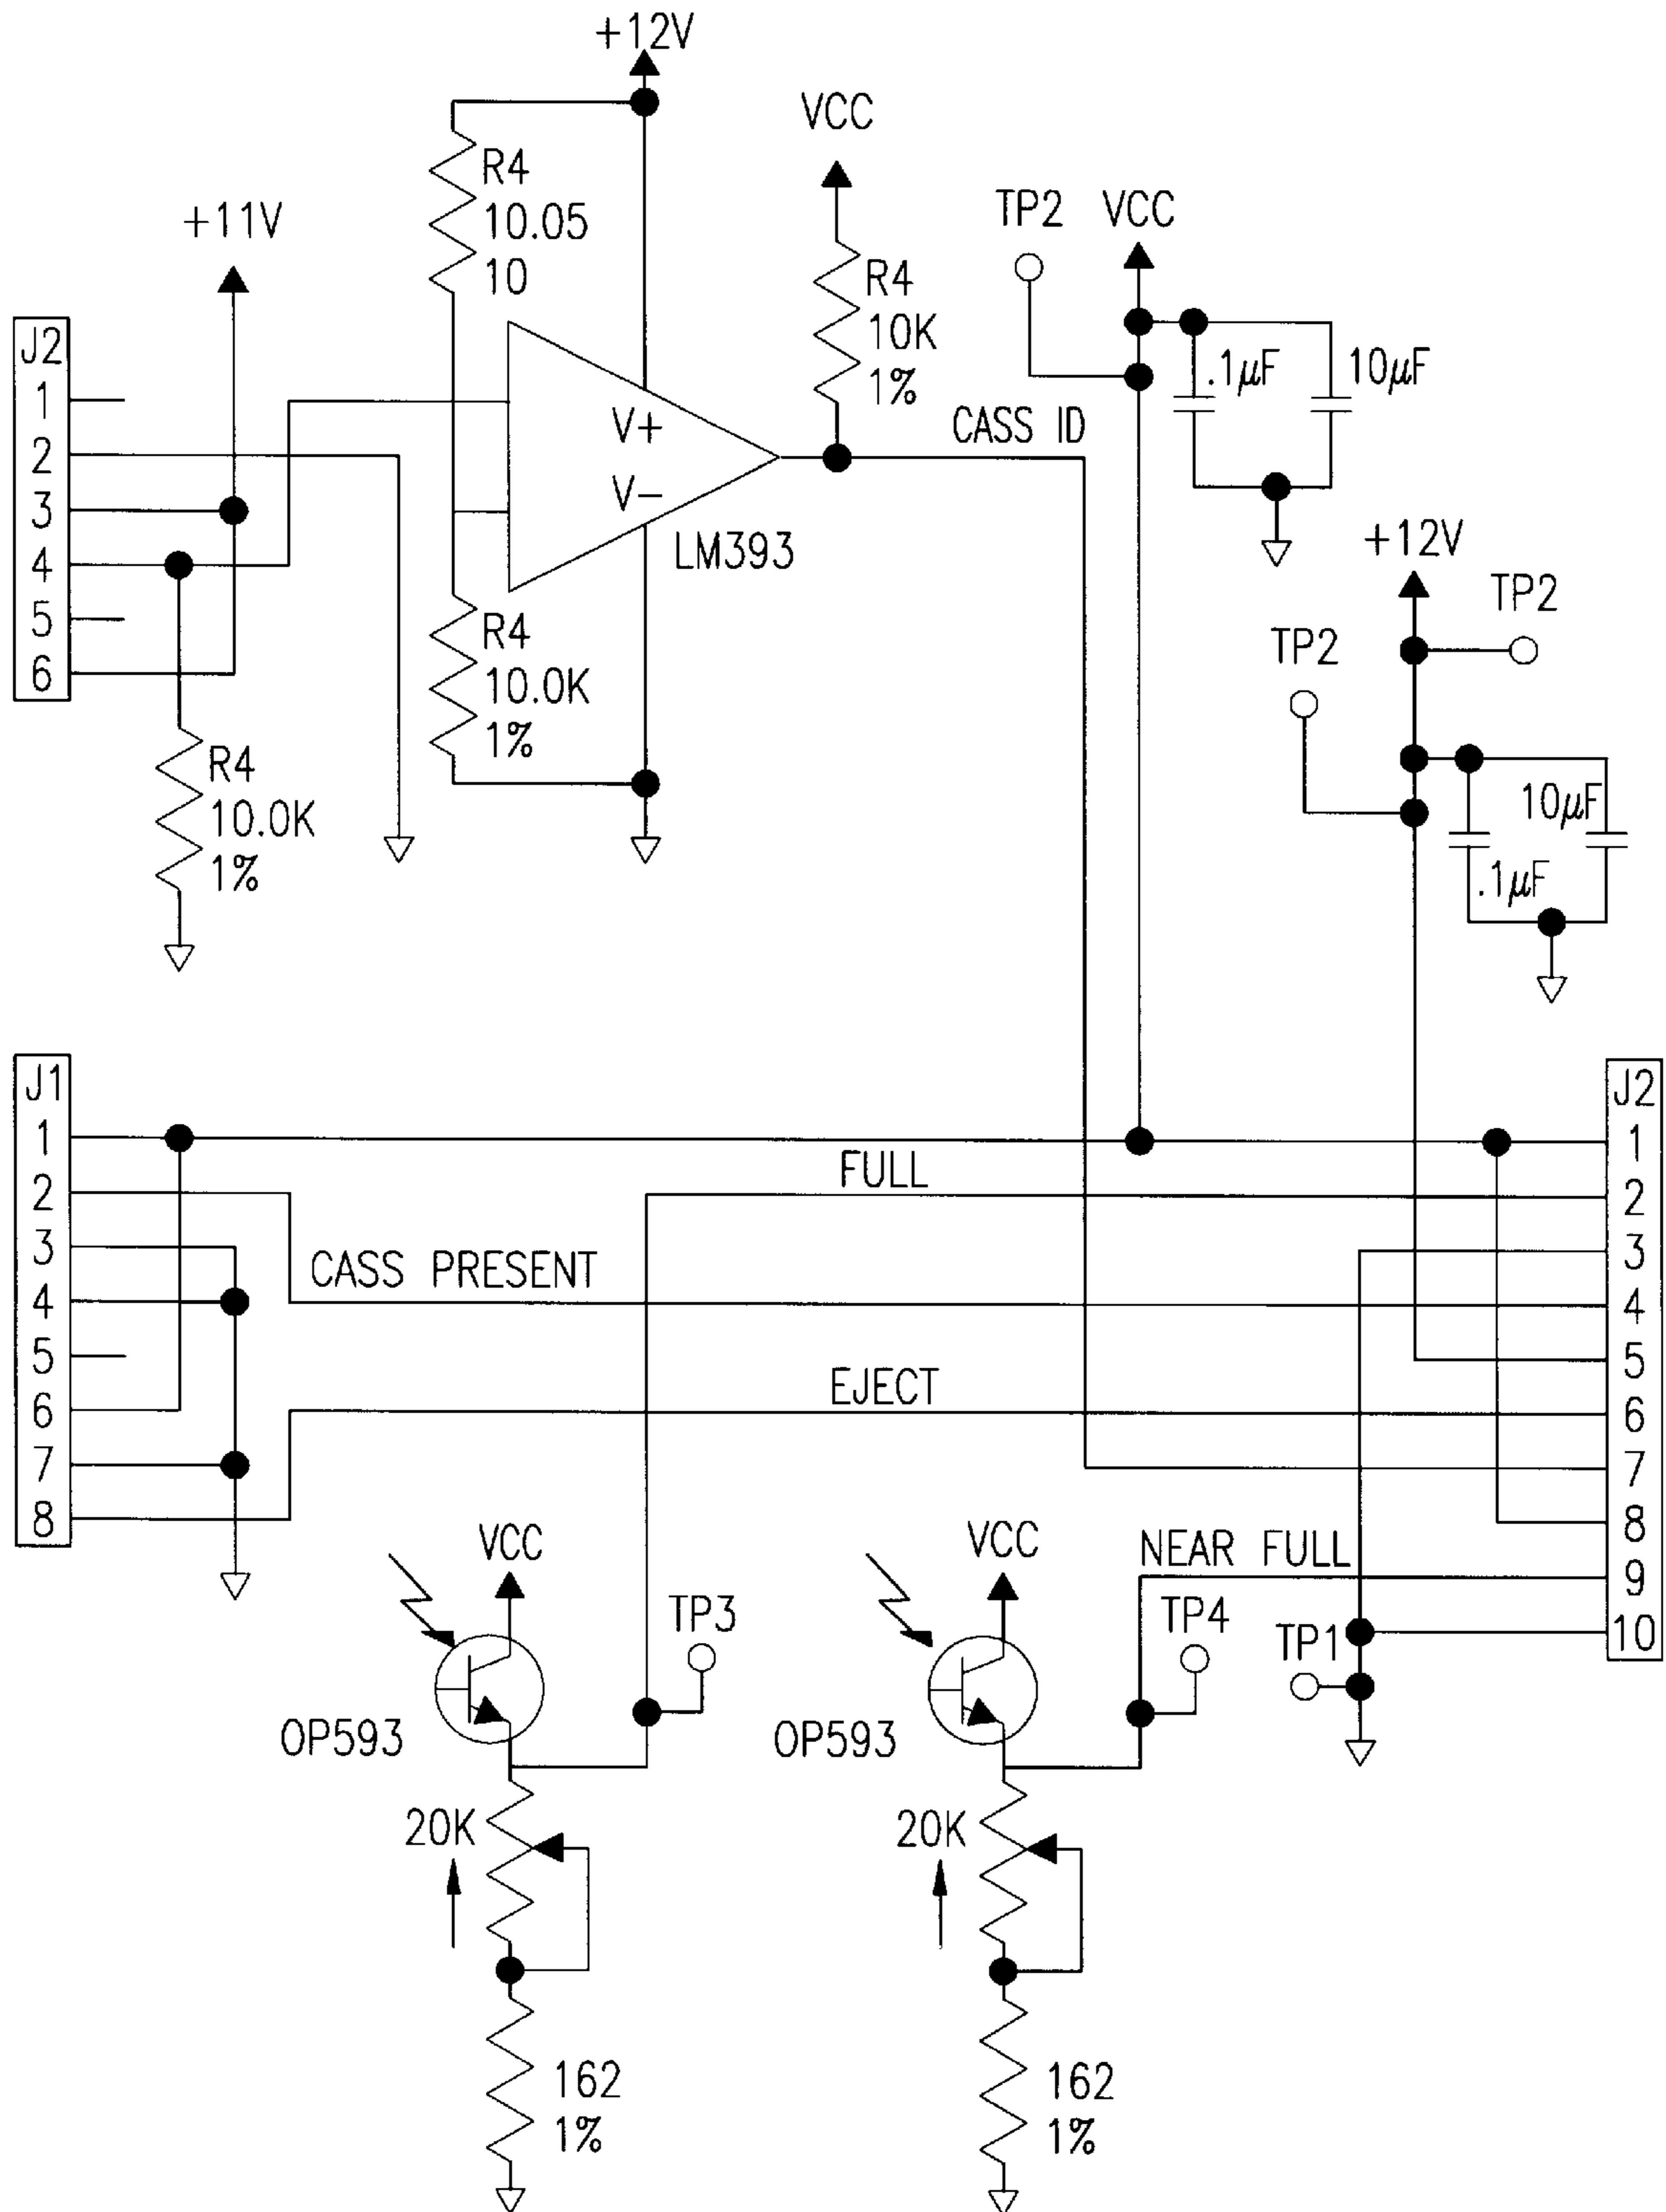 +12V
VCC
R4
10.05
10
+11V
TP2
VCC
R4
10K
1%
J2
1
2
3
4
5
6
.1µF
10µF
V+
V−
CASS ID
LM393
+12V
TP2
TP2
R4
10.0K
1%
R4
10.0K
1%
10µF
.1µF
J1
1
2
3
4
5
6
7
8
J2
1
2
3
4
5
6
7
8
9
10
FULL
CASS PRESENT
EJECT
VCC
VCC
NEAR FULL
TP3
TP4
TP1
OP593
OP593
20K
20K
162
1%
162
1%